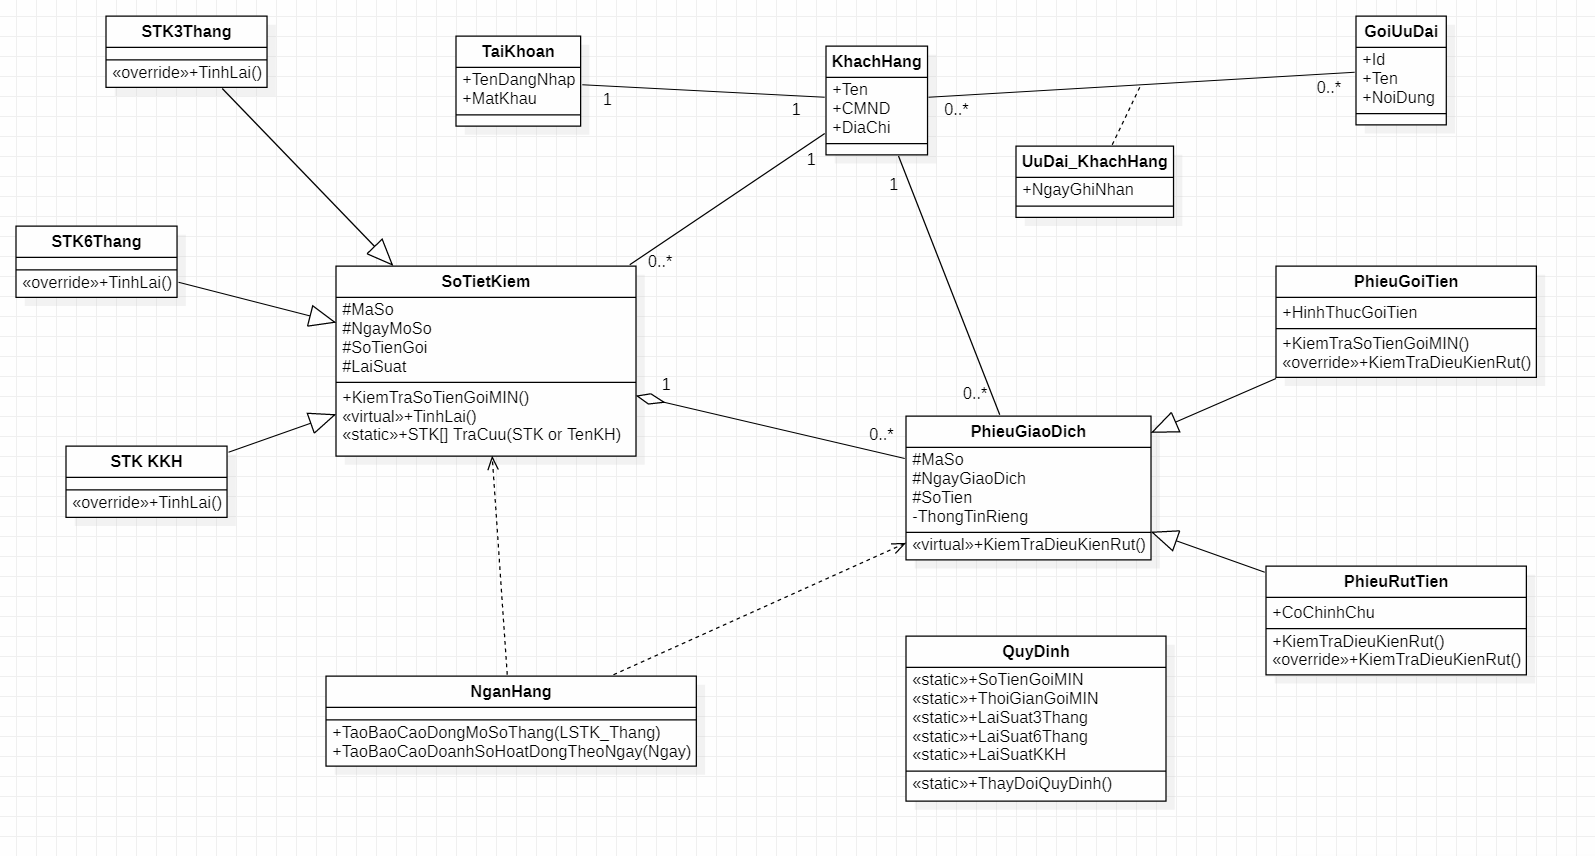 STK3Thang
«override»+TinhLai()
TaiKhoan
+TenDangNhap
+MatKhau
1
1
KhachHang
+Ten
+CMND
+DiaChi
0..*
0..*
GoiUuDai
+Id
+Ten
+NoiDung
UuDai_KhachHang
+NgayGhiNhan
1
0..*
1
0..*
STK6Thang
«override»+TinhLai()
SoTietKiem
#MaSo
#NgayMoSo
#SoTienGoi
#LaiSuat
+KiemTraSoTienGoiMIN()
«virtual»+TinhLai()
«static»+STK[] TraCuu(STK or TenKH)
1
0..*
STK KKH
«override»+TinhLai()
PhieuGoiTien
+HinhThucGoiTien
+KiemTraSoTienGoiMIN()
«override»+KiemTraDieuKienRut()
PhieuGiaoDich
#MaSo
#NgayGiaoDich
#SoTien
-ThongTinRieng
«virtual»+KiemTraDieuKienRut()
PhieuRutTien
+CoChinhChu
+KiemTraDieuKienRut()
«override»+KiemTraDieuKienRut()
NganHang
+TaoBaoCaoDongMoSoThang(LSTK_Thang)
+TaoBaoCaoDoanhSoHoatDongTheoNgay(Ngay)
QuyDinh
«static»+SoTienGoiMIN
«static»+ThoiGianGoiMIN
«static»+LaiSuat3Thang
«static»+LaiSuat6Thang
«static»+LaiSuatKKH
«static»+ThayDoiQuyDinh()